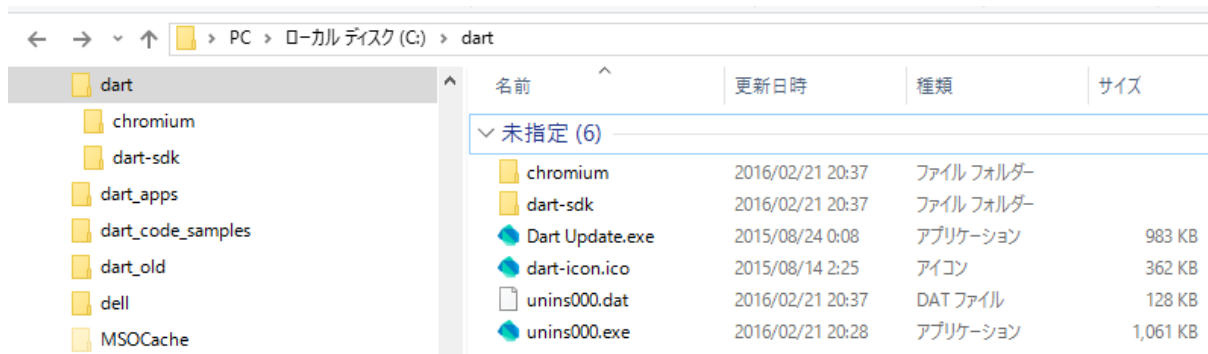 PC > ローカル ディスク (C:) > dart
dart
chromium
dart-sdk
dart_apps
dart_code_samples
dart_old
dell
MSOCache
名前 更新日時 種類 サイズ
未指定 (6)
chromium 2016/02/21 20:37 ファイル フォルダー
dart-sdk 2016/02/21 20:37 ファイル フォルダー
Dart Update.exe 2015/08/24 0:08 アプリケーション 983 KB
dart-icon.ico 2015/08/14 2:25 アイコン 362 KB
unins000.dat 2016/02/21 20:37 DAT ファイル 128 KB
unins000.exe 2016/02/21 20:28 アプリケーション 1,061 KB